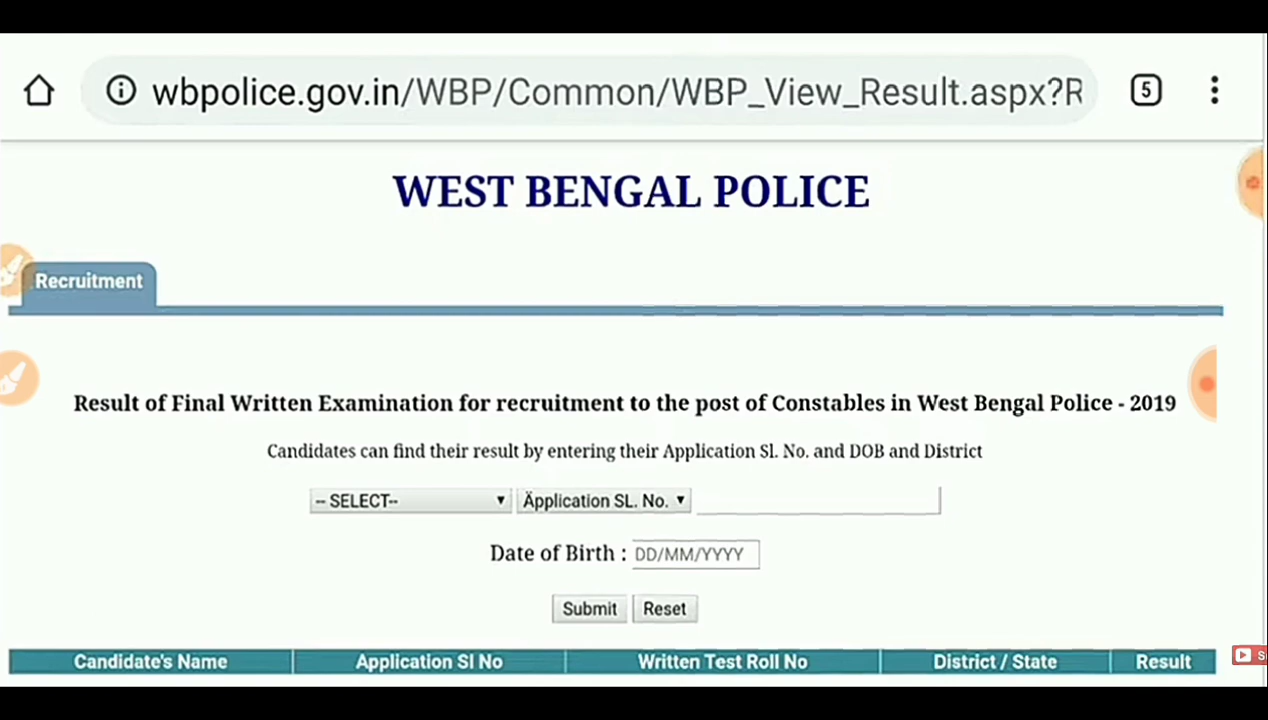 wbpolice.gov.in/WBP/Common/WBP_View_Result.aspx?R 5
WEST BENGAL POLICE
Recruitment
Result of Final Written Examination for recruitment to the post of Constables in West Bengal Police - 2019
Candidates can find their result by entering their Application Sl. No. and DOB and District
-- SELECT-- Application SL. No.
Date of Birth : DD/MM/YYYY
Submit Reset
Candidate's Name Application Sl No Written Test Roll No District / State Result